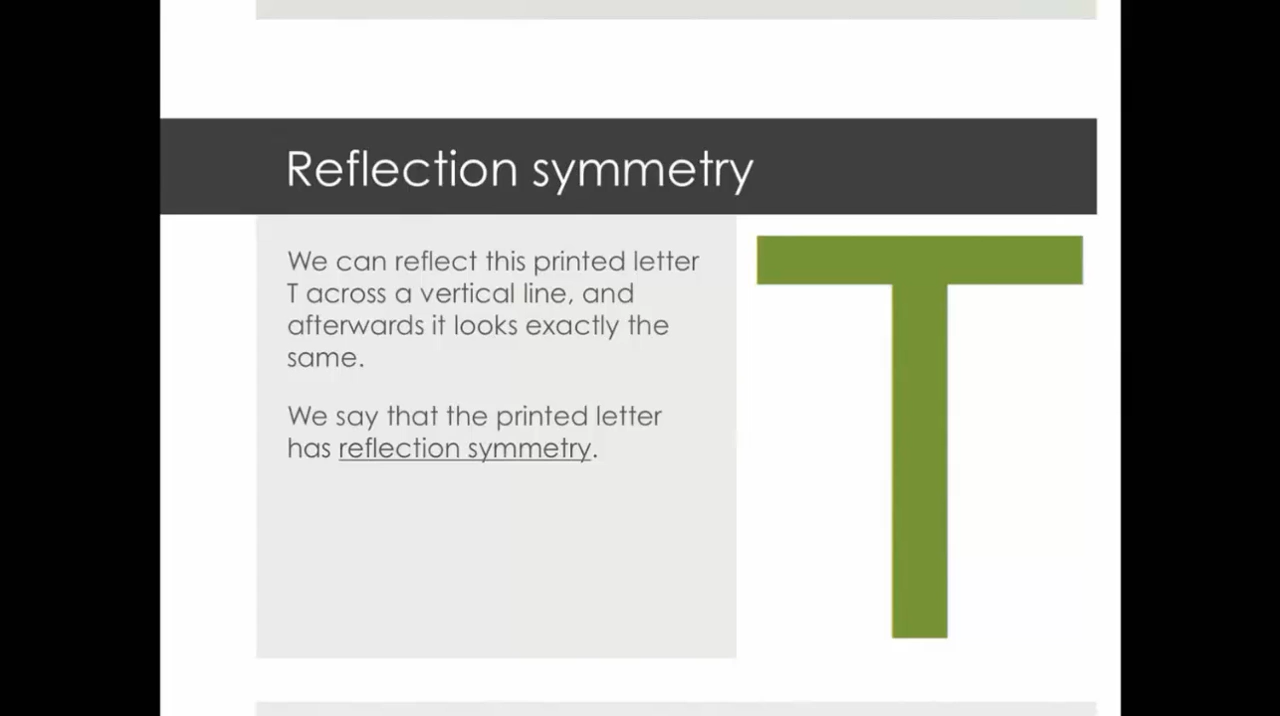 Reflection symmetry
We can reflect this printed letter
T across a vertical line, and
afterwards it looks exactly the
same.
We say that the printed letter
has reflection symmetry.
T